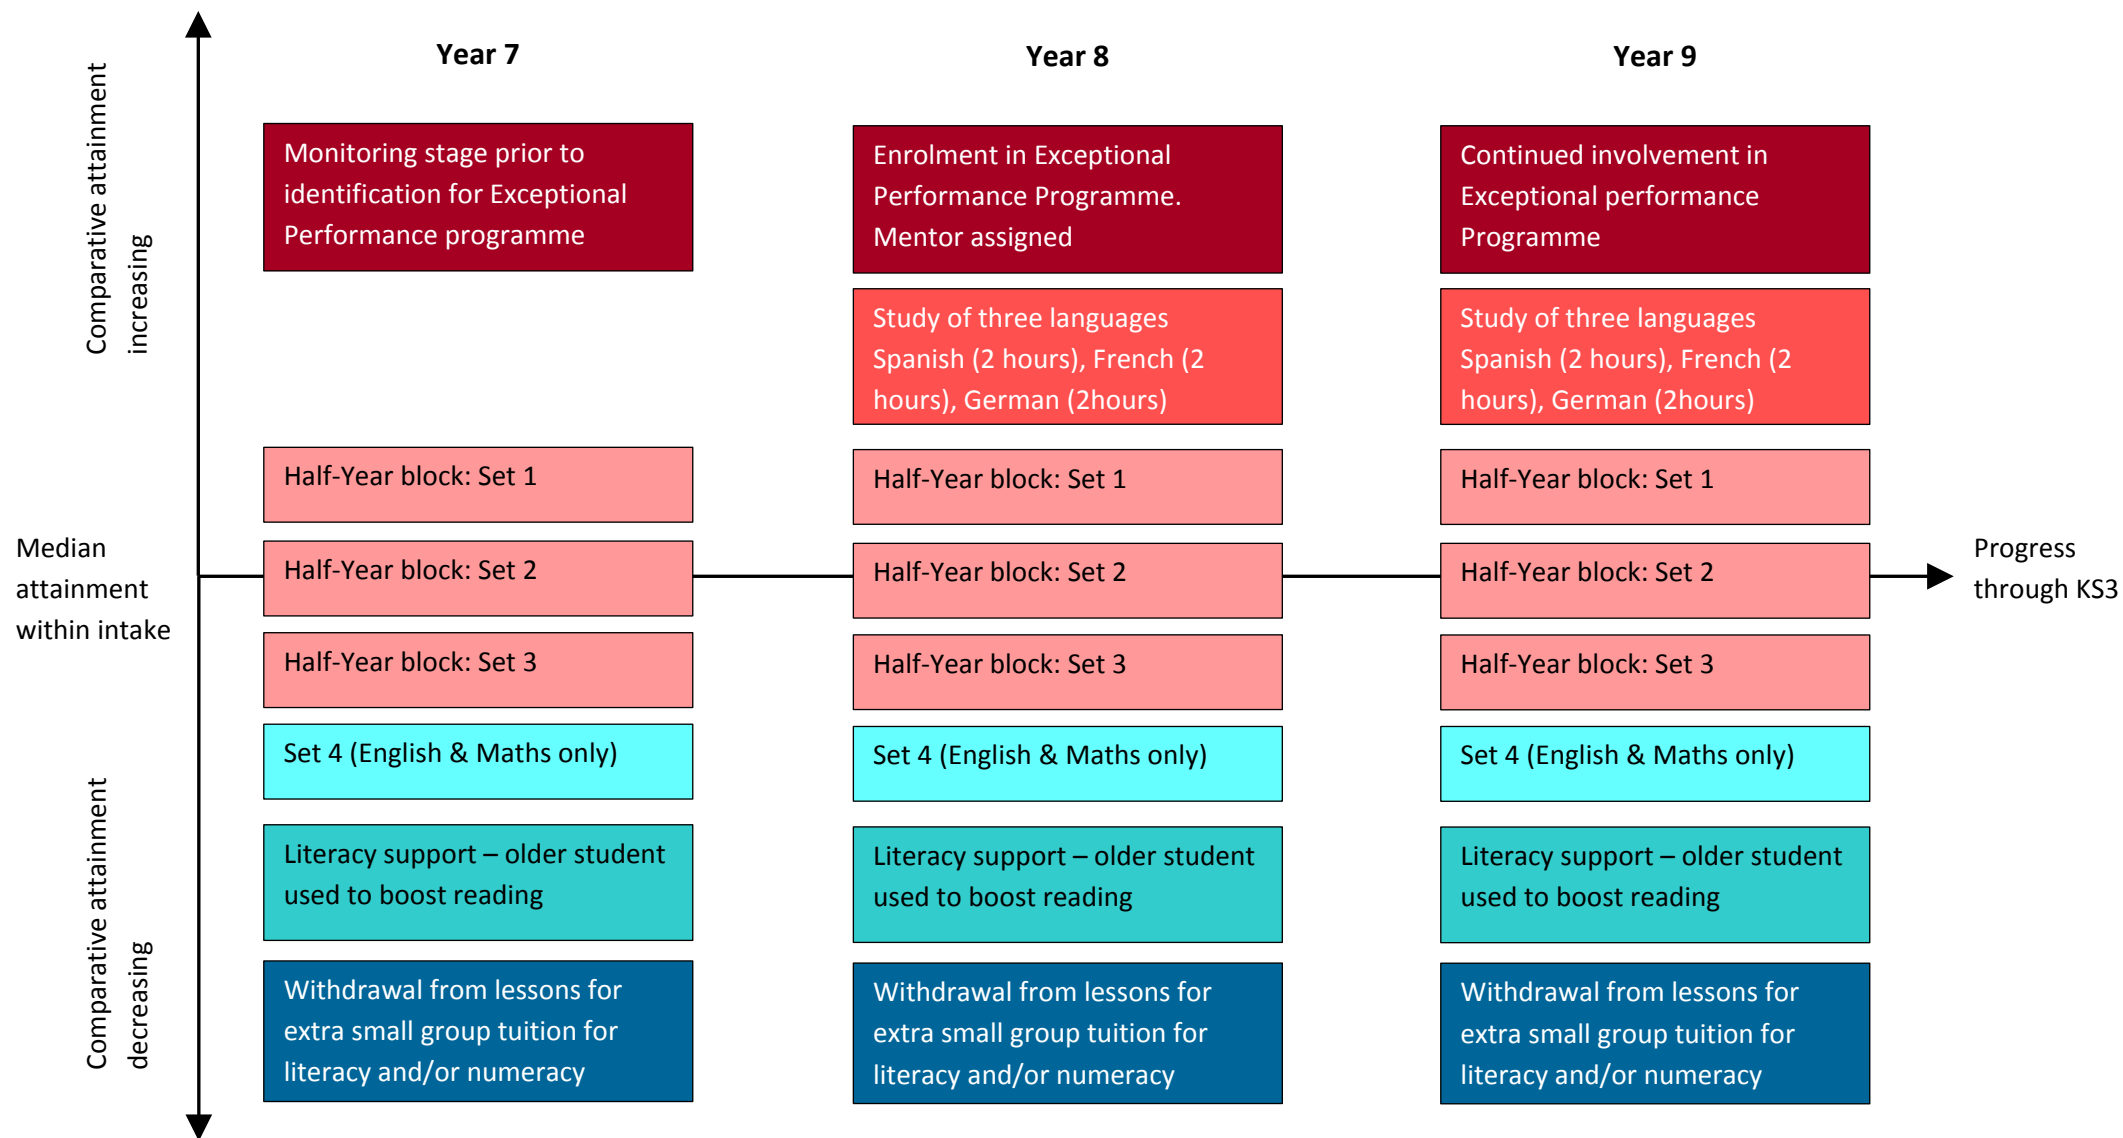 Year 7
Year 8
Year 9
Comparative attainment
increasing
Monitoring stage prior to
identification for Exceptional
Performance programme
Enrolment in Exceptional
Performance Programme.
Mentor assigned
Continued involvement in
Exceptional performance
Programme
Study of three languages
Spanish (2 hours), French (2
hours), German (2hours)
Study of three languages
Spanish (2 hours), French (2
hours), German (2hours)
Half-Year block: Set 1
Half-Year block: Set 1
Half-Year block: Set 1
Median
attainment
within intake
Half-Year block: Set 2
Half-Year block: Set 2
Half-Year block: Set 2
Progress
through KS3
Half-Year block: Set 3
Half-Year block: Set 3
Half-Year block: Set 3
Comparative attainment
decreasing
Set 4 (English & Maths only)
Set 4 (English & Maths only)
Set 4 (English & Maths only)
Literacy support – older student
used to boost reading
Literacy support – older student
used to boost reading
Literacy support – older student
used to boost reading
Withdrawal from lessons for
extra small group tuition for
literacy and/or numeracy
Withdrawal from lessons for
extra small group tuition for
literacy and/or numeracy
Withdrawal from lessons for
extra small group tuition for
literacy and/or numeracy